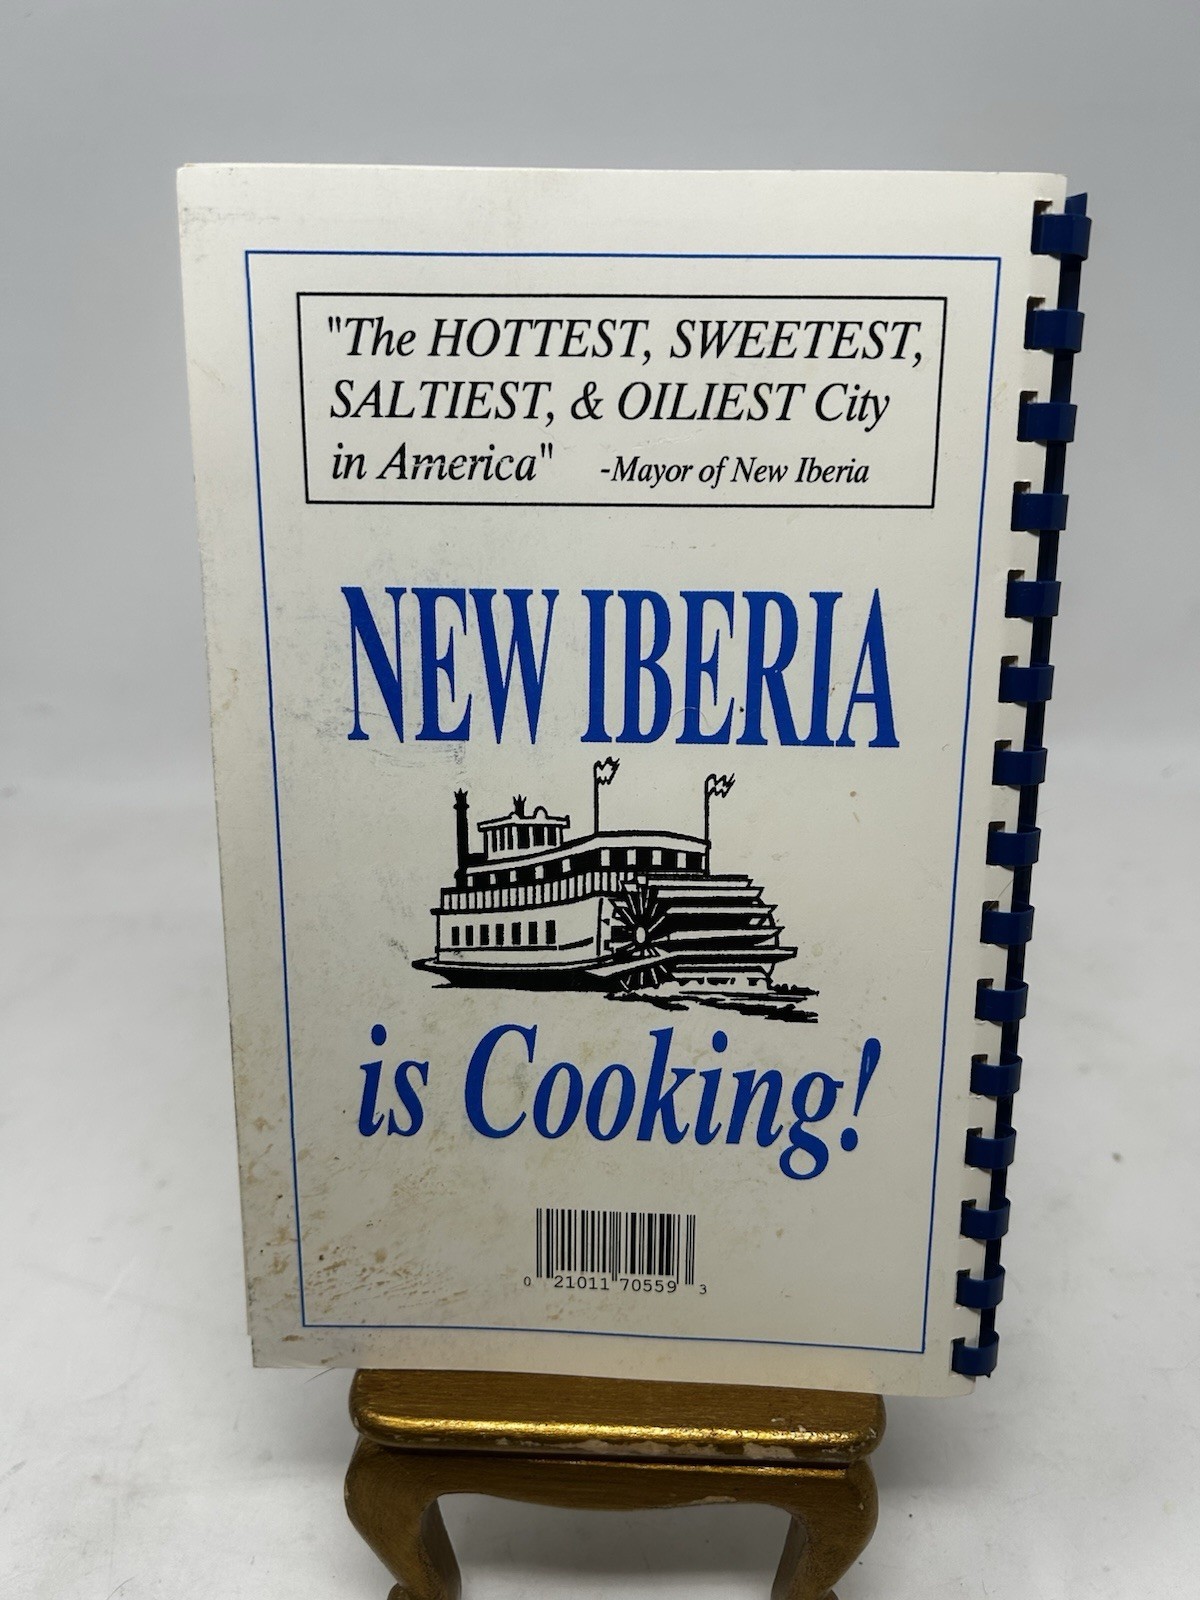 "The HOTTEST, SWEETEST,
SALTIEST, & OILIEST City
in America" -Mayor of New Iberia
NEW IBERIA
is Cooking!
0 21011 70559 3